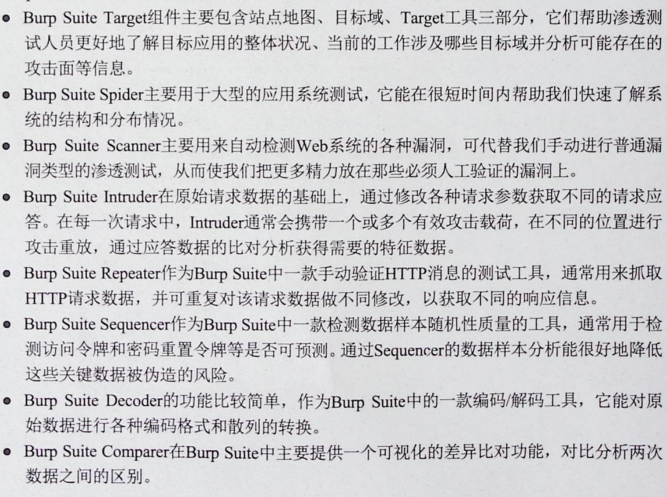 ● Burp Suite Target组件主要包含站点地图、目标域、Target工具三部分，它们帮助渗透测
试人员更好地了解目标应用的整体状况、当前的工作涉及哪些目标域并分析可能存在的
攻击面等信息。
● Burp Suite Spider主要用于大型的应用系统测试，它能在很短时间内帮助我们快速了解系
统的结构和分布情况。
● Burp Suite Scanner主要用来自动检测Web系统的各种漏洞，可代替我们手动进行普通漏
洞类型的渗透测试，从而使我们把更多精力放在那些必须人工验证的漏洞上。
● Burp Suite Intruder在原始请求数据的基础上，通过修改各种请求参数获取不同的请求应
答。在每一次请求中，Intruder通常会携带一个或多个有效攻击载荷，在不同的位置进行
攻击重放，通过应答数据的比对分析获得需要的特征数据。
● Burp Suite Repeater作为Burp Suite中一款手动验证HTTP消息的测试工具，通常用来抓取
HTTP请求数据，并可重复对该请求数据做不同修改，以获取不同的响应信息。
● Burp Suite Sequencer作为Burp Suite中一款检测数据样本随机性质量的工具，通常用于检
测访问令牌和密码重置令牌等是否可预测。通过Sequencer的数据样本分析能很好地降低
这些关键数据被伪造的风险。
● Burp Suite Decoder的功能比较简单，作为Burp Suite中的一款编码/解码工具，它能对原
始数据进行各种编码格式和散列的转换。
● Burp Suite Comparer在Burp Suite中主要提供一个可视化的差异比对功能，对比分析两次
数据之间的区别。